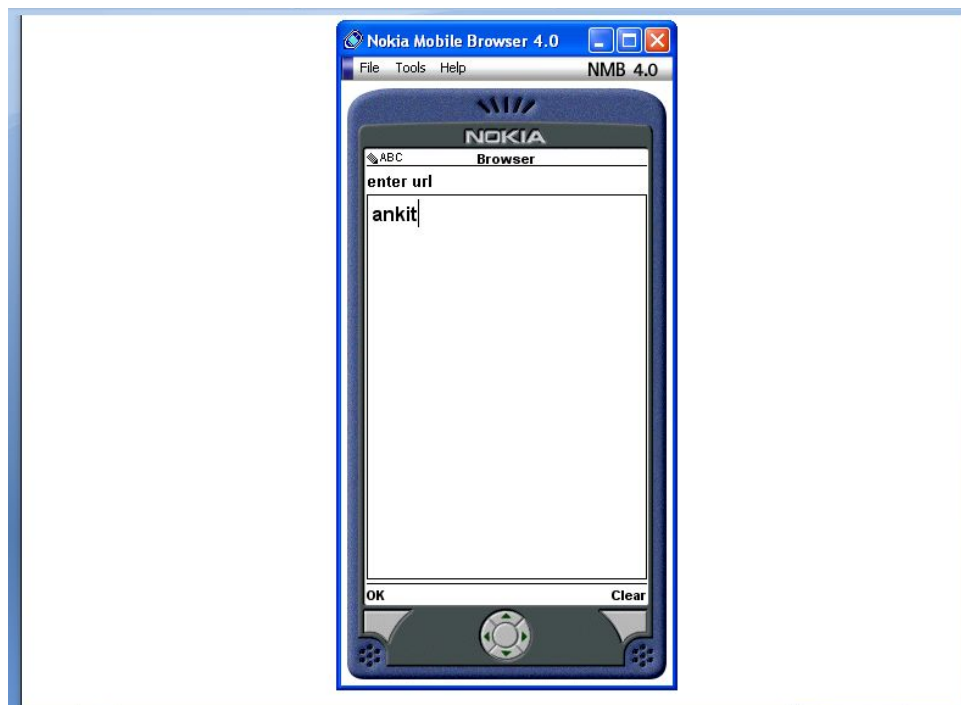 Nokia Mobile Browser 4.0
File Tools Help NMB 4.0
NOKIA
ABC Browser
enter url
ankit
OK Clear